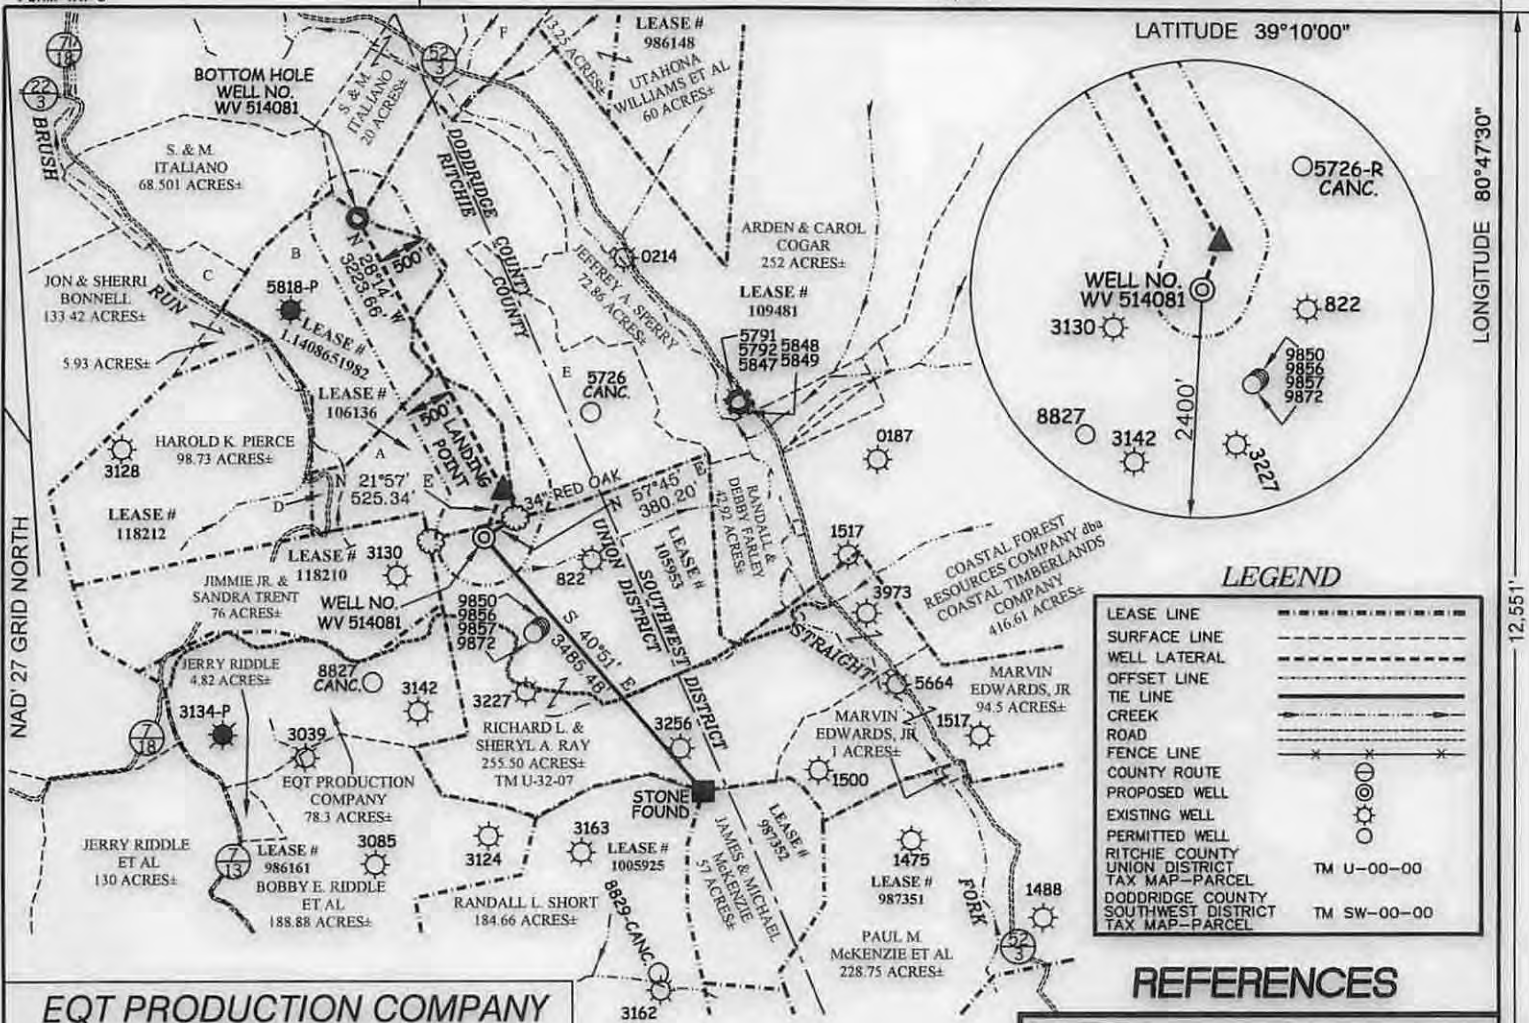 LATITUDE 39°10'00"
LONGITUDE 80°47'30"
12,551'
NAD' 27 GRID NORTH
7
18
22
3
BRUSH
RUN
BOTTOM HOLE
WELL NO.
WV 514081
S. & M.
ITALIANO
20 ACRES±
52
3
F
13.25 ACRES±
LEASE #
986148
UTAHONA
WILLIAMS ET AL
60 ACRES±
S. & M.
ITALIANO
68.501 ACRES±
DODDRIDGE COUNTY
RITCHIE COUNTY
N 28°14' W
3223.66'
500'
B
C
JON & SHERRI
BONNELL
133.42 ACRES±
5.93 ACRES±
5818-P
LEASE #
1.1408651982
LEASE #
106136
500'
LANDING
POINT
0214
JEFFREY A. SPERRY
72.86 ACRES±
ARDEN & CAROL
COGAR
252 ACRES±
LEASE #
109481
5791
5792 5848
5847 5849
E
5726
CANC.
0187
HAROLD K. PIERCE
98.73 ACRES±
3128
LEASE #
118212
A
D
N 21°57' E
525.34'
34" RED OAK
N 57°45' E
380.20'
RANDALL &
DEBBY FARLEY
42.92 ACRES±
LEASE #
105953
UNION DISTRICT
SOUTHWEST DISTRICT
822
1517
3973
COASTAL FOREST
RESOURCES COMPANY dba
COASTAL TIMBERLANDS
COMPANY
416.61 ACRES±
LEASE #
118210
3130
JIMMIE JR. &
SANDRA TRENT
76 ACRES±
WELL NO.
WV 514081
9850
9856
9857
9872
S 40°51' E
3485.48'
STRAIGHT
FORK
JERRY RIDDLE
4.82 ACRES±
8827
CANC.
3142
3134-P
7
18
3039
3227
RICHARD L. &
SHERYL A. RAY
255.50 ACRES±
TM U-32-07
3256
5664
MARVIN
EDWARDS, JR
94.5 ACRES±
MARVIN
EDWARDS, JR
1 ACRES±
1517
1500
EQT PRODUCTION
COMPANY
78.3 ACRES±
STONE
FOUND
JERRY RIDDLE
ET AL
130 ACRES±
7
13
LEASE #
986161
3085
BOBBY E. RIDDLE
ET AL
188.88 ACRES±
3124
3163
LEASE #
1005925
RANDALL L. SHORT
184.66 ACRES±
8829-CANC.
3162
JAMES & MICHAEL
McKENZIE
57 ACRES±
LEASE #
987352
1475
LEASE #
987351
PAUL M.
McKENZIE ET AL
228.75 ACRES±
1488
52
3
5726-R
CANC.
WELL NO.
WV 514081
3130
822
9850
9856
9857
9872
2400'
8827
3142
3227
LEGEND
LEASE LINE
SURFACE LINE
WELL LATERAL
OFFSET LINE
TIE LINE
CREEK
ROAD
FENCE LINE
COUNTY ROUTE
PROPOSED WELL
EXISTING WELL
PERMITTED WELL
RITCHIE COUNTY
UNION DISTRICT TM U-00-00
TAX MAP-PARCEL
DODDRIDGE COUNTY
SOUTHWEST DISTRICT TM SW-00-00
TAX MAP-PARCEL
REFERENCES
EQT PRODUCTION COMPANY